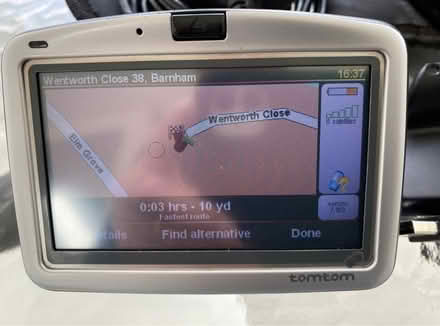 Wentworth Close 38, Barnham
16:37
Wentworth Close
Elm Grove
0:03 hrs - 10 yd
Fastest route
Find alternative
Done
tomtom